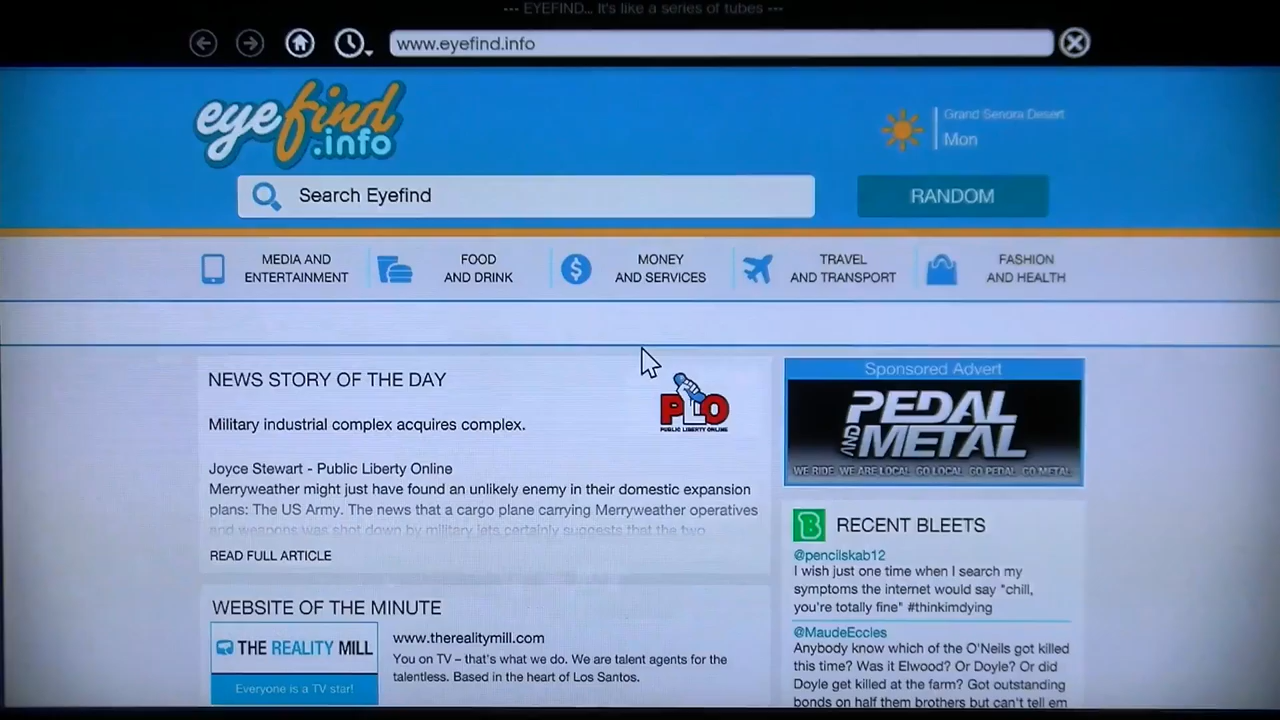 --- EYEFIND... It's like a series of tubes ---
www.eyefind.info
eyefind
.info
Grand Senora Desert
Mon
Search Eyefind
RANDOM
MEDIA AND
ENTERTAINMENT
FOOD
AND DRINK
MONEY
AND SERVICES
TRAVEL
AND TRANSPORT
FASHION
AND HEALTH
NEWS STORY OF THE DAY
PLO
PUBLIC LIBERTY ONLINE
Military industrial complex acquires complex.
Joyce Stewart - Public Liberty Online
Merryweather might just have found an unlikely enemy in their domestic expansion
plans: The US Army. The news that a cargo plane carrying Merryweather operatives
and weapons was shot down by military jets certainly suggests that the two
READ FULL ARTICLE
WEBSITE OF THE MINUTE
THE REALITY MILL
Everyone is a TV star!
www.therealitymill.com
You on TV – that's what we do. We are talent agents for the
talentless. Based in the heart of Los Santos.
Sponsored Advert
PEDAL
AND METAL
WE RIDE. WE ARE LOCAL. GO LOCAL. GO PEDAL. GO METAL.
B RECENT BLEETS
@pencilskab12
I wish just one time when I search my
symptoms the internet would say "chill,
you're totally fine" #thinkimdying
@MaudeEccles
Anybody know which of the O'Neils got killed
this time? Was it Elwood? Or Doyle? Or did
Doyle get killed at the farm? Got outstanding
bonds on half them brothers but can't tell em